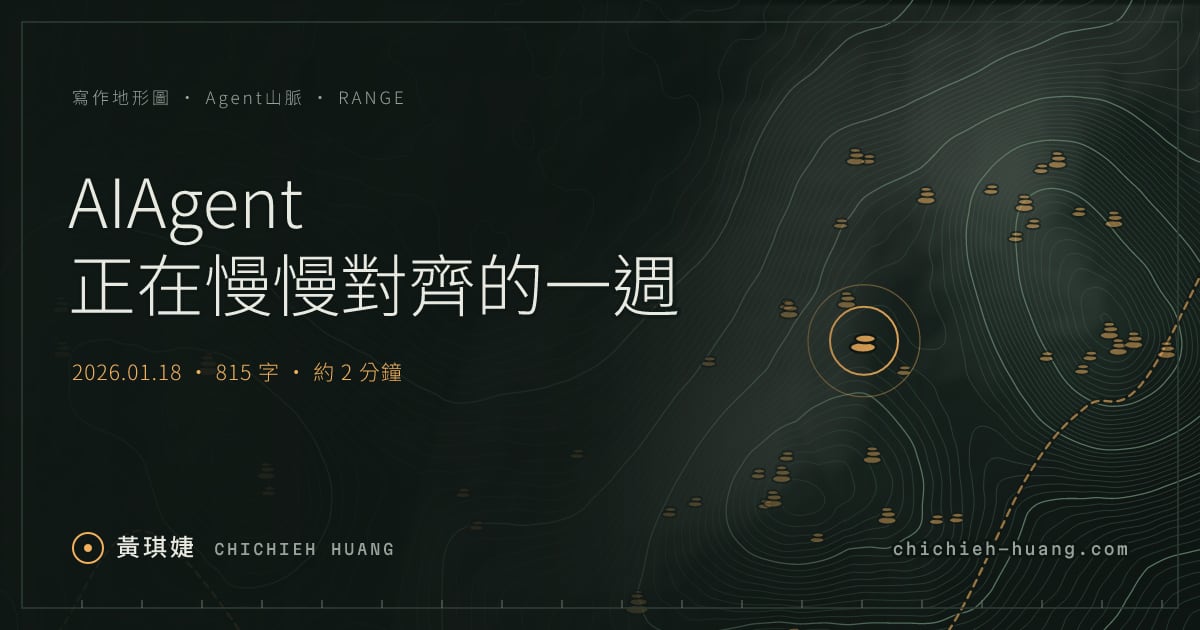 寫作地形圖 · Agent山脈 · RANGE
AIAgent
正在慢慢對齊的一週
2026.01.18 · 815 字 · 約 2 分鐘
黃琪婕 CHICHIEH HUANG
chichieh-huang.com